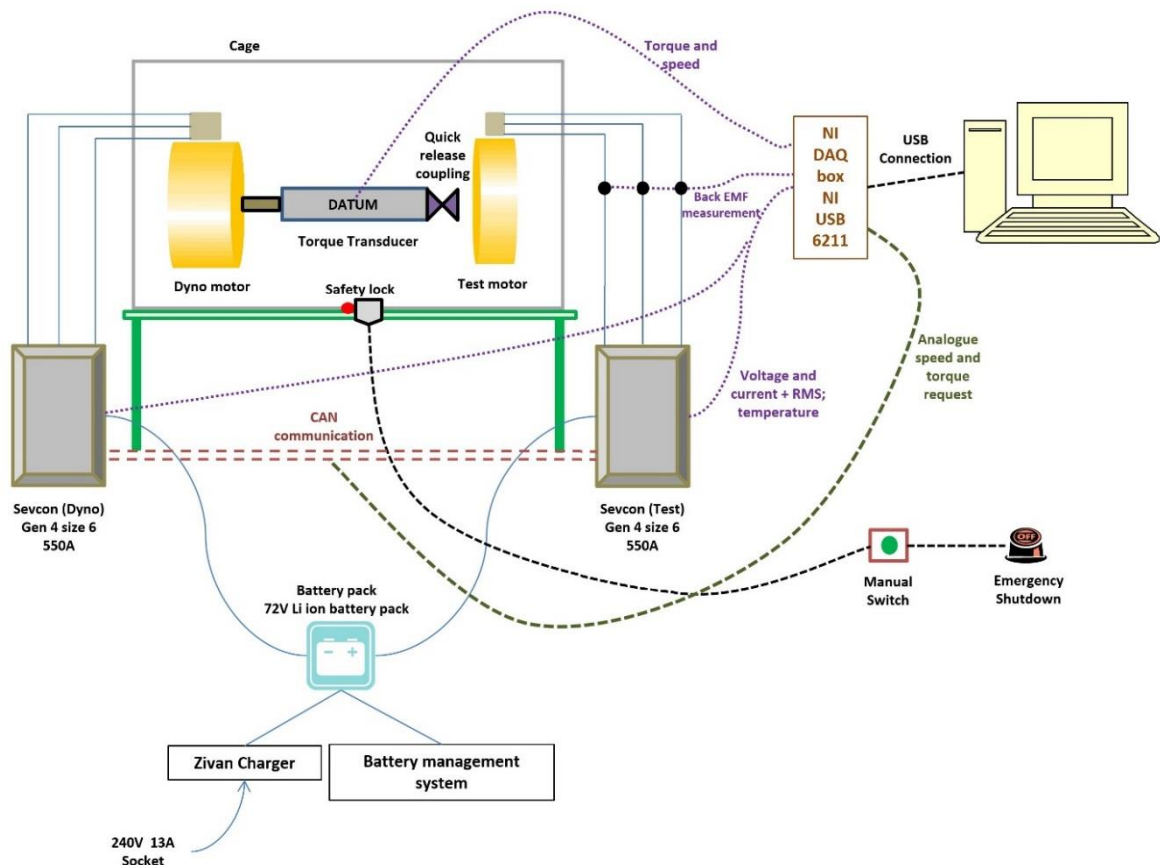 Cage
Torque and
speed
Quick
release
coupling
DATUM
Torque Transducer
Dyno motor
Test motor
Safety lock
Back EMF
measurement
NI
DAQ
box
NI
USB
6211
USB
Connection
Analogue
speed and
torque
request
Voltage and
current + RMS;
temperature
CAN
communication
Sevcon (Dyno)
Gen 4 size 6
550A
Sevcon (Test)
Gen 4 size 6
550A
Manual
Switch
OFF
Emergency
Shutdown
Battery pack
72V Li ion battery pack
Zivan Charger
Battery management
system
240V 13A
Socket